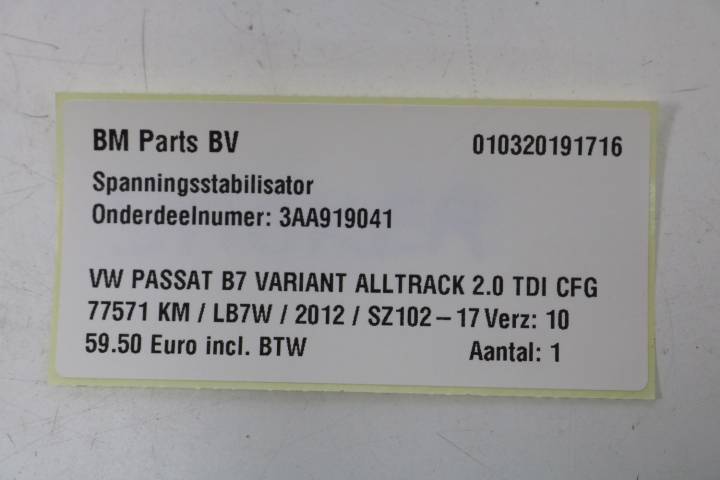 BM Parts BV 010320191716
Spanningsstabilisator
Onderdeelnumer: 3AA919041
VW PASSAT B7 VARIANT ALLTRACK 2.0 TDI CFG
77571 KM / LB7W / 2012 / SZ102-17 Verz: 10
59.50 Euro incl. BTW Aantal: 1